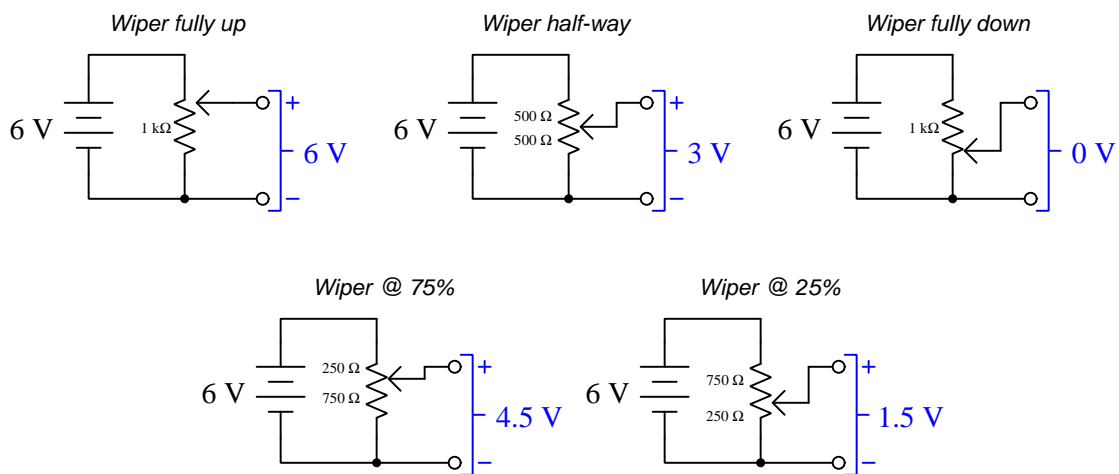 Wiper fully up
Wiper half-way
Wiper fully down
6 V
1 kΩ
+
6 V
−
6 V
500 Ω
500 Ω
+
3 V
−
6 V
1 kΩ
+
0 V
−
Wiper @ 75%
Wiper @ 25%
6 V
250 Ω
750 Ω
+
4.5 V
−
6 V
750 Ω
250 Ω
+
1.5 V
−